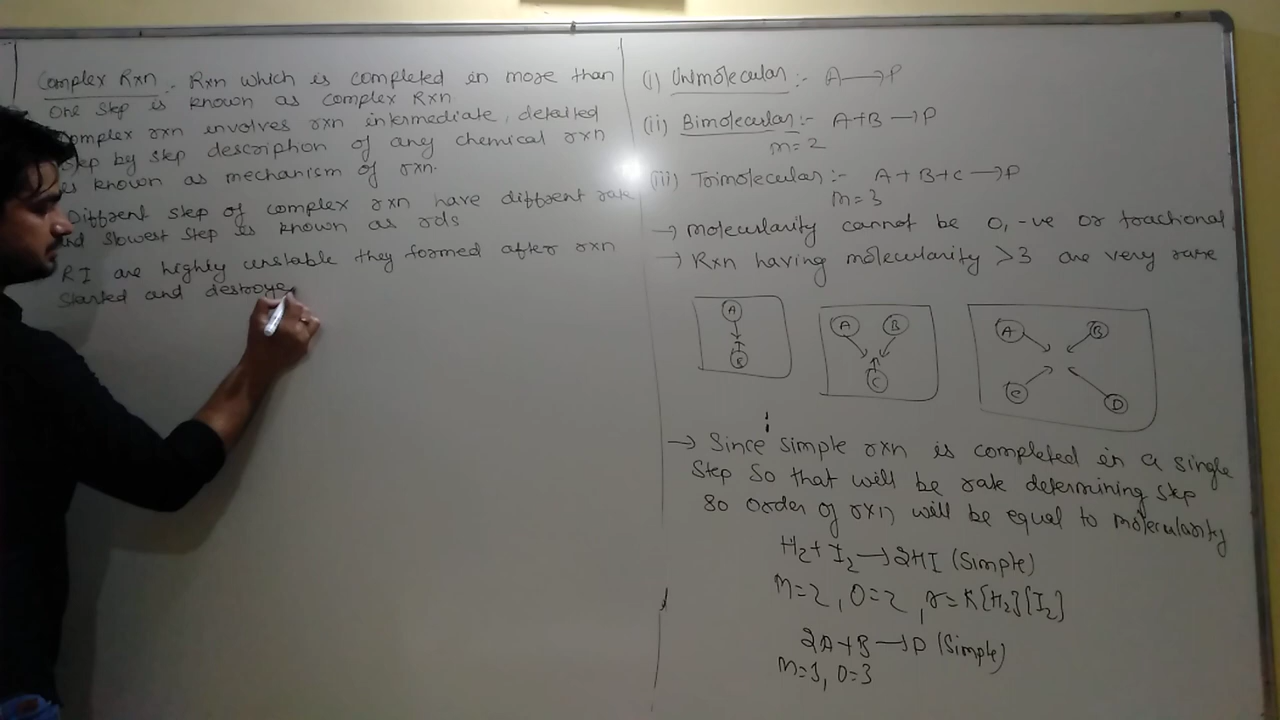 Complex Rxn :- Rxn which is completed in more than
one step is known as complex Rxn
complex rxn involves rxn intermediate, detailed
step by step description of any chemical rxn
is known as mechanism of rxn.
Diffrent step of complex rxn have diffrent rate
and slowest step is known as rds
R I are highly unstable they formed after rxn
started and destroye
(i) Unimolecular :- A → P
(ii) Bimolecular :- A+B → P
m=2
(iii) Trimolecular :- A+B+C → P
m=3
→ molecularity cannot be 0, -ve or fractional
→ Rxn having molecularity >3 are very rare
A
B
A B
C
A B
C D
→ Since simple rxn is completed in a single
step so that will be rate determining step
so order of rxn will be equal to molecularity
H₂+I₂ → 2HI (Simple)
m=2, O=2, r=K[H₂][I₂]
2A+B → P (Simple)
m=3, O=3